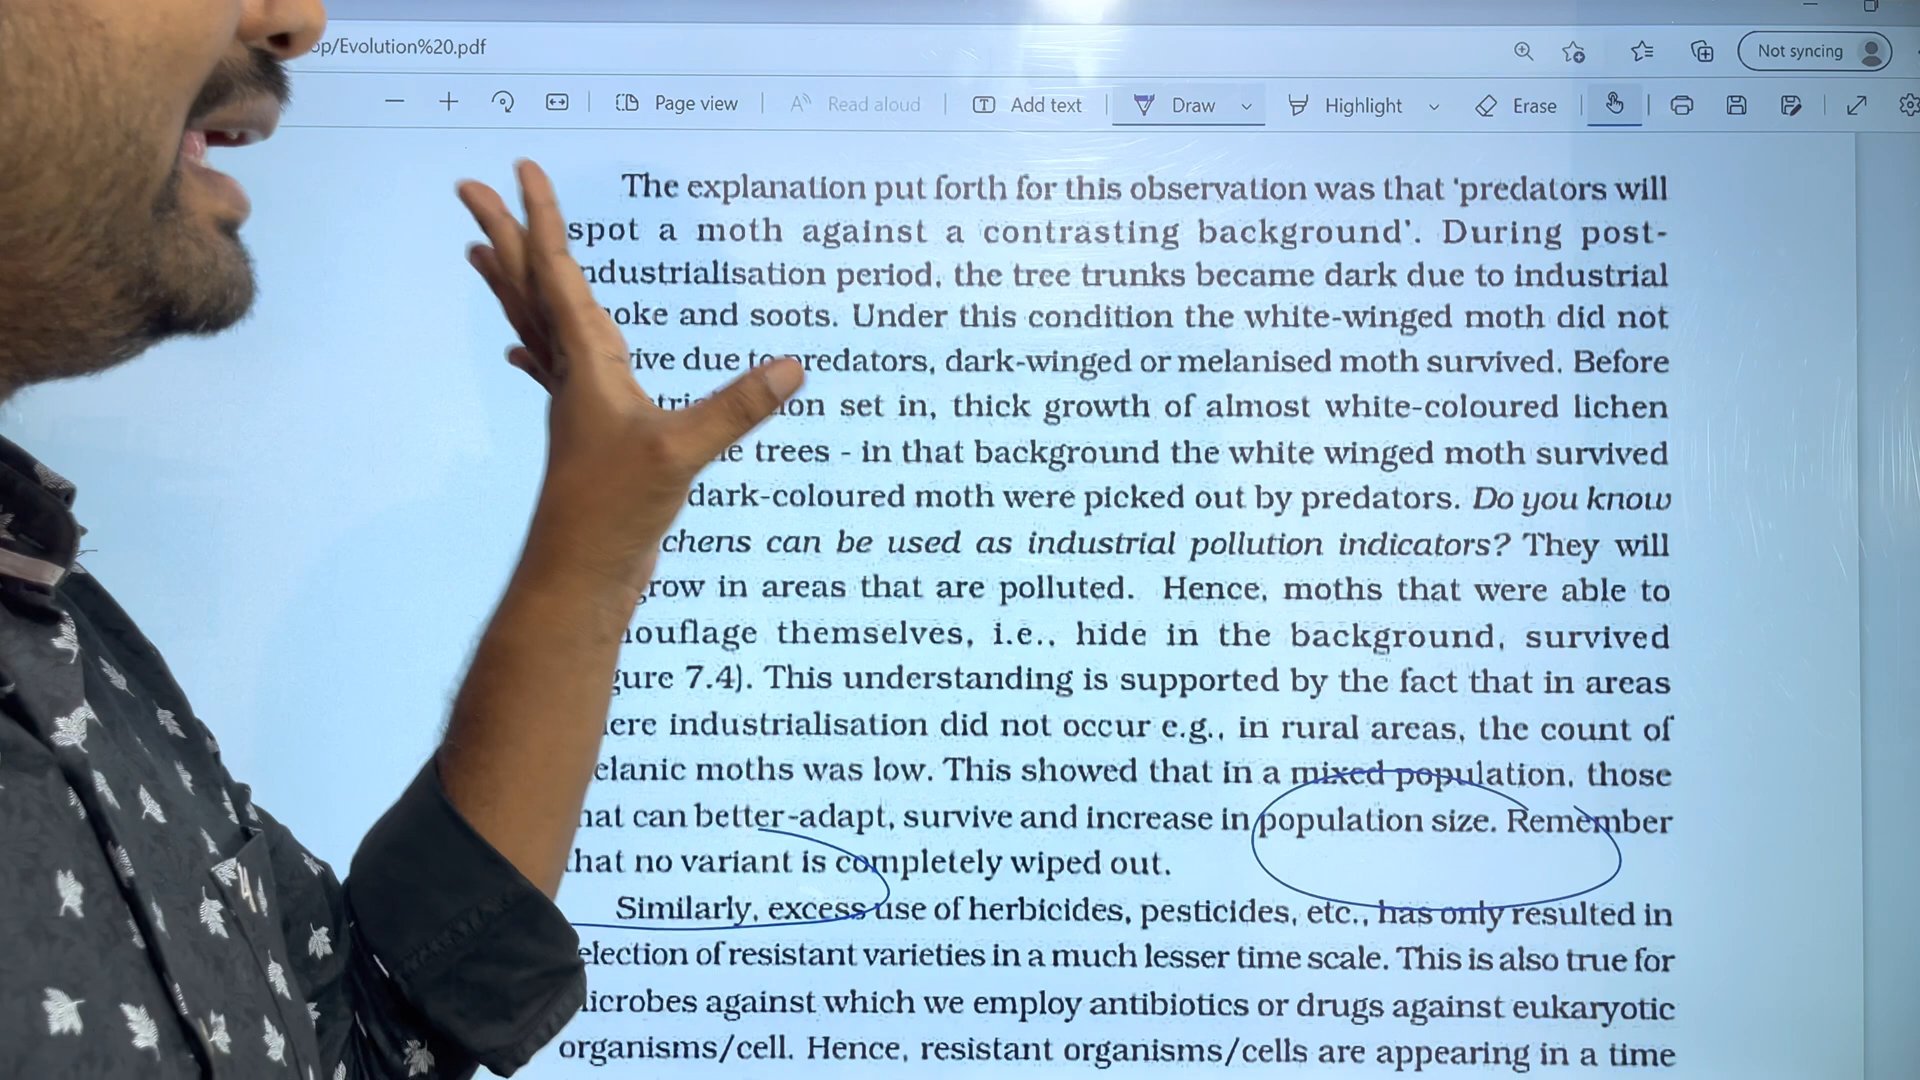 op/Evolution%20.pdf
Not syncing
Page view
Read aloud
Add text
Draw
Highlight
Erase
The explanation put forth for this observation was that 'predators will
spot a moth against a contrasting background'. During post-
ndustrialisation period, the tree trunks became dark due to industrial
oke and soots. Under this condition the white-winged moth did not
ive due to predators, dark-winged or melanised moth survived. Before
on set in, thick growth of almost white-coloured lichen
trees - in that background the white winged moth survived
dark-coloured moth were picked out by predators. Do you know
chens can be used as industrial pollution indicators? They will
row in areas that are polluted. Hence, moths that were able to
ouflage themselves, i.e., hide in the background, survived
gure 7.4). This understanding is supported by the fact that in areas
ere industrialisation did not occur e.g., in rural areas, the count of
elanic moths was low. This showed that in a mixed population, those
hat can better-adapt, survive and increase in population size. Remember
that no variant is completely wiped out.
Similarly, excess use of herbicides, pesticides, etc., has only resulted in
election of resistant varieties in a much lesser time scale. This is also true for
icrobes against which we employ antibiotics or drugs against eukaryotic
organisms/cell. Hence, resistant organisms/cells are appearing in a time